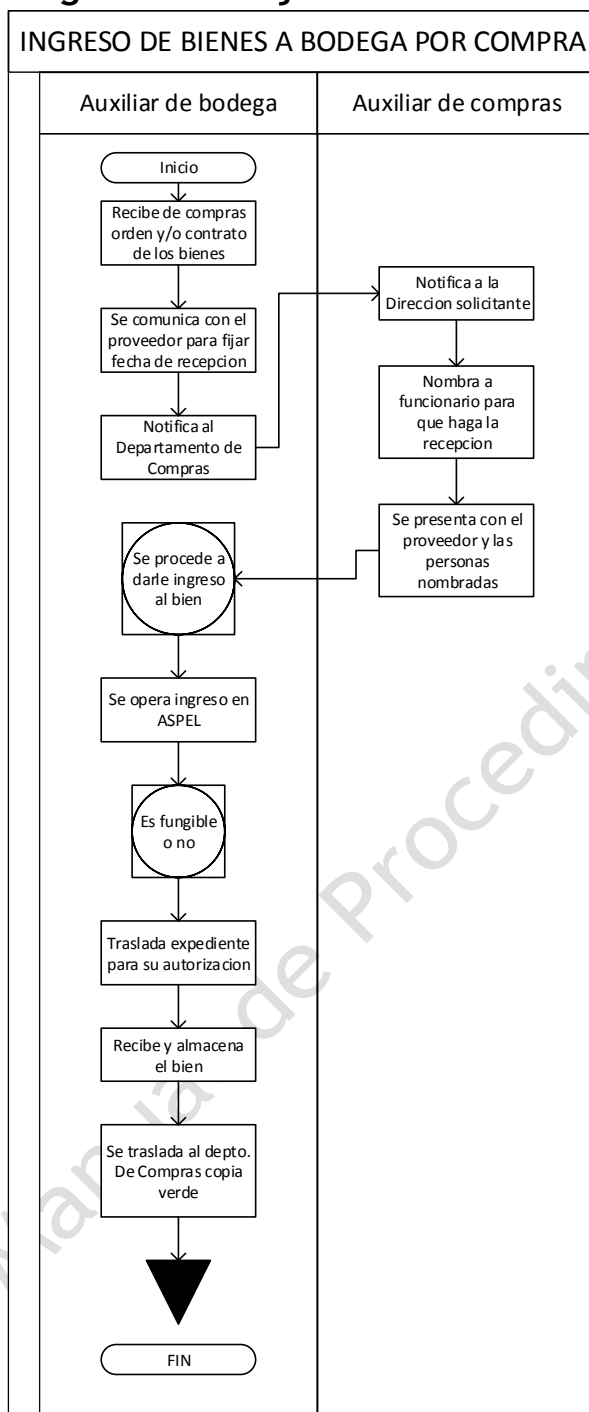 INGRESO DE BIENES A BODEGA POR COMPRA
Auxiliar de bodega
Auxiliar de compras
Inicio
Recibe de compras
orden y/o contrato
de los bienes
Se comunica con el
proveedor para fijar
fecha de recepcion
Notifica al
Departamento de
Compras
Notifica a la
Direccion solicitante
Nombra a
funcionario para
que haga la
recepcion
Se presenta con el
proveedor y las
personas
nombradas
Se procede a
darle ingreso
al bien
Se opera ingreso en
ASPEL
Es fungible
o no
Traslada expediente
para su autorizacion
Recibe y almacena
el bien
Se traslada al depto.
De Compras copia
verde
FIN
de Procedi